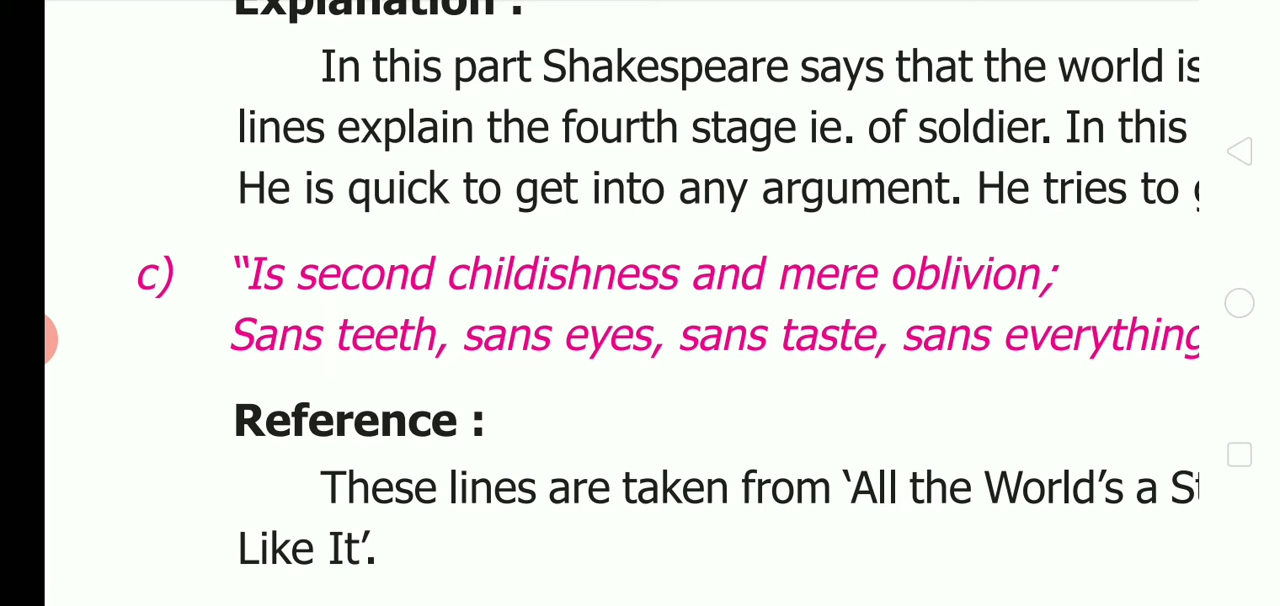 Explanation :
In this part Shakespeare says that the world is
lines explain the fourth stage ie. of soldier. In this
He is quick to get into any argument. He tries to
c) “Is second childishness and mere oblivion;
Sans teeth, sans eyes, sans taste, sans everything
Reference :
These lines are taken from ‘All the World’s a St
Like It’.